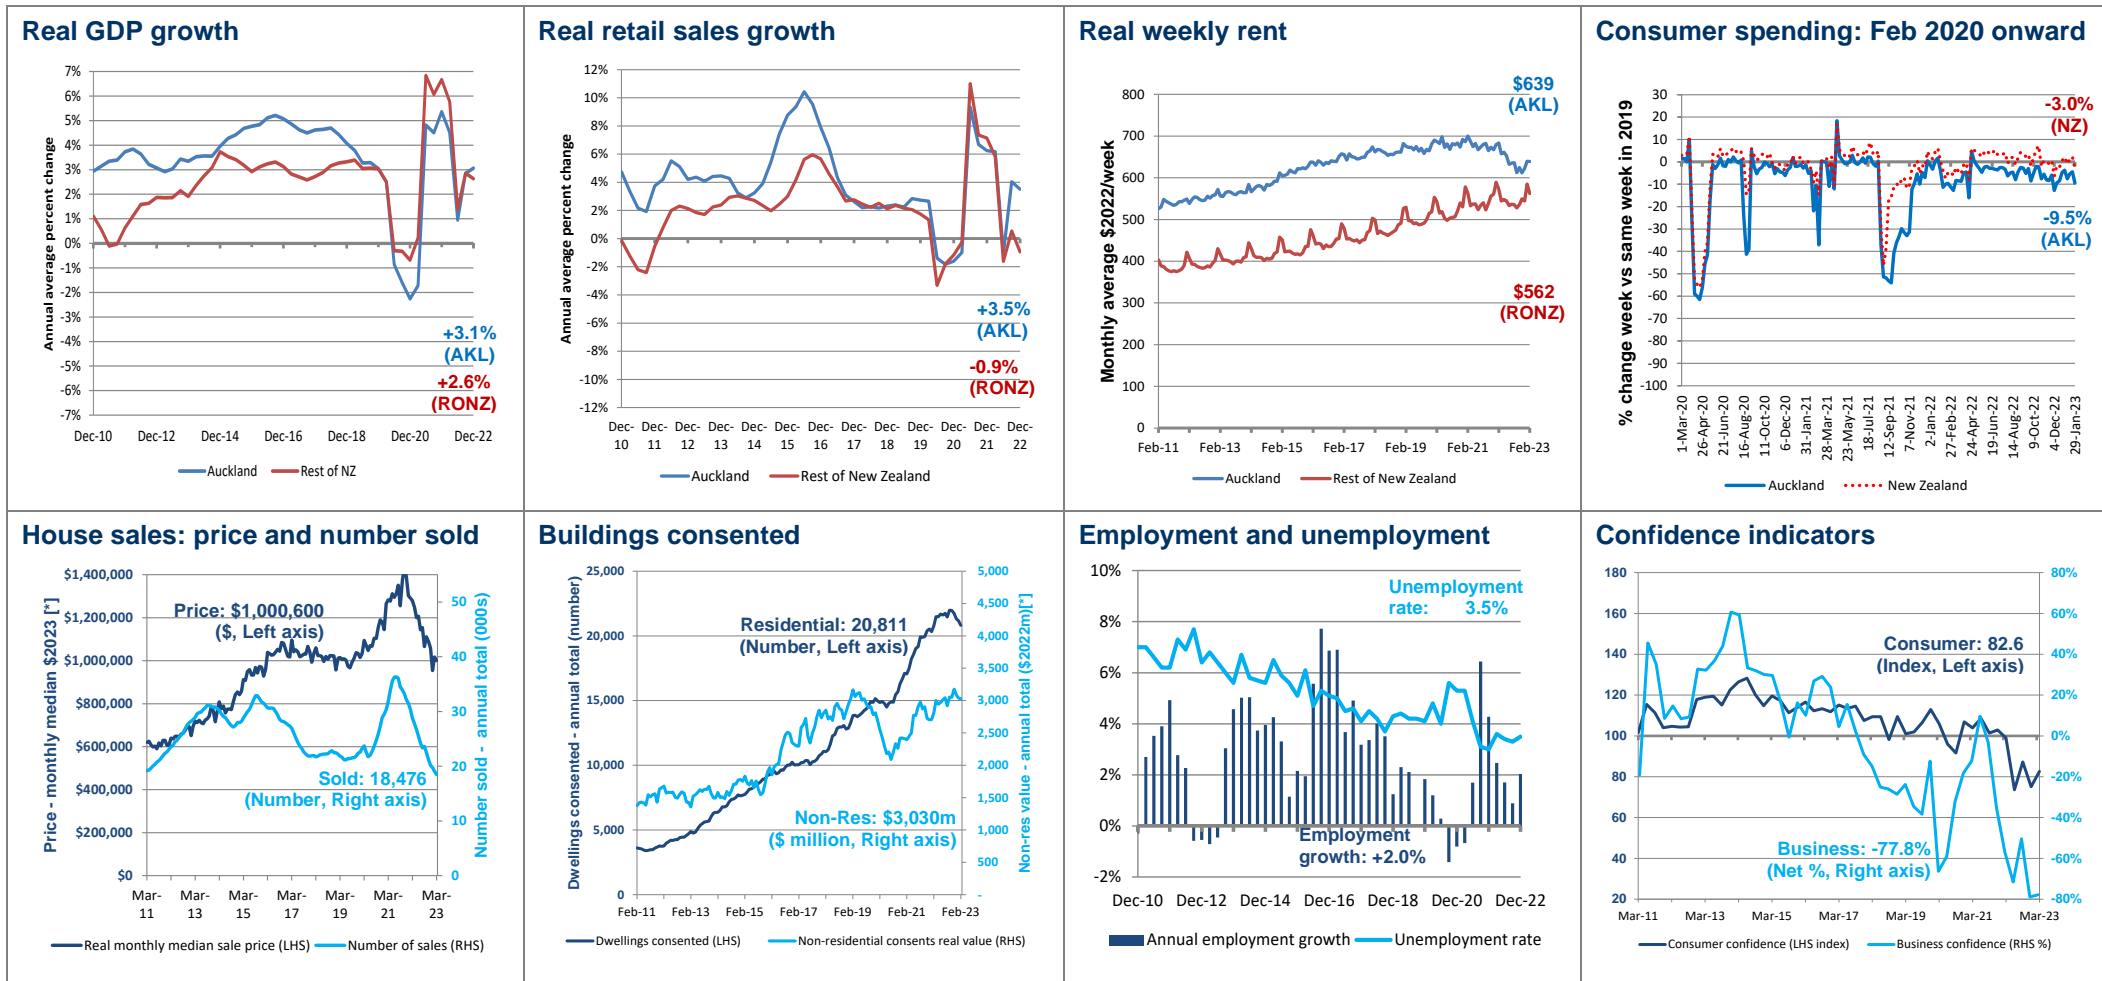 Real GDP growth
Annual average percent change
7%
6%
5%
4%
3%
2%
1%
0%
-1%
-2%
-3%
-4%
-5%
-6%
-7%
+3.1%
(AKL)
+2.6%
(RONZ)
Dec-10 Dec-12 Dec-14 Dec-16 Dec-18 Dec-20 Dec-22
Auckland Rest of NZ
Real retail sales growth
Annual average percent change
12%
10%
8%
6%
4%
2%
0%
-2%
-4%
-6%
-8%
-10%
-12%
+3.5%
(AKL)
-0.9%
(RONZ)
Dec- Dec- Dec- Dec- Dec- Dec- Dec- Dec- Dec- Dec- Dec- Dec- Dec-
10 11 12 13 14 15 16 17 18 19 20 21 22
Auckland Rest of New Zealand
Real weekly rent
Monthly average $2022/week
800
700
600
500
400
300
200
100
0
$639
(AKL)
$562
(RONZ)
Feb-11 Feb-13 Feb-15 Feb-17 Feb-19 Feb-21 Feb-23
Auckland Rest of New Zealand
Consumer spending: Feb 2020 onward
% change week vs same week in 2019
30
20
10
0
-10
-20
-30
-40
-50
-60
-70
-80
-90
-100
-3.0%
(NZ)
-9.5%
(AKL)
1-Mar-20
26-Apr-20
21-Jun-20
16-Aug-20
11-Oct-20
6-Dec-20
31-Jan-21
28-Mar-21
23-May-21
18-Jul-21
12-Sep-21
7-Nov-21
2-Jan-22
27-Feb-22
24-Apr-22
19-Jun-22
14-Aug-22
9-Oct-22
4-Dec-22
29-Jan-23
Auckland New Zealand
House sales: price and number sold
Price - monthly median $2023 [*]
$1,400,000
$1,200,000
$1,000,000
$800,000
$600,000
$400,000
$200,000
$0
Price: $1,000,600
($, Left axis)
Sold: 18,476
(Number, Right axis)
50
40
30
20
10
0
Number sold - annual total (000s)
Mar- Mar- Mar- Mar- Mar- Mar- Mar-
11 13 15 17 19 21 23
Real monthly median sale price (LHS) Number of sales (RHS)
Buildings consented
Dwellings consented - annual total (number)
25,000
20,000
15,000
10,000
5,000
0
Residential: 20,811
(Number, Left axis)
Non-Res: $3,030m
($ million, Right axis)
5,000
4,500
4,000
3,500
3,000
2,500
2,000
1,500
1,000
500
-
Non-res value - annual total ($2022m)[*]
Feb-11 Feb-13 Feb-15 Feb-17 Feb-19 Feb-21 Feb-23
Dwellings consented (LHS) Non-residential consents real value (RHS)
Employment and unemployment
10%
8%
6%
4%
2%
0%
-2%
Unemployment
rate: 3.5%
Employment
growth: +2.0%
Dec-10 Dec-12 Dec-14 Dec-16 Dec-18 Dec-20 Dec-22
Annual employment growth Unemployment rate
Confidence indicators
180
160
140
120
100
80
60
40
20
Consumer: 82.6
(Index, Left axis)
Business: -77.8%
(Net %, Right axis)
80%
60%
40%
20%
0%
-20%
-40%
-60%
-80%
Mar-11 Mar-13 Mar-15 Mar-17 Mar-19 Mar-21 Mar-23
Consumer confidence (LHS index) Business confidence (RHS %)